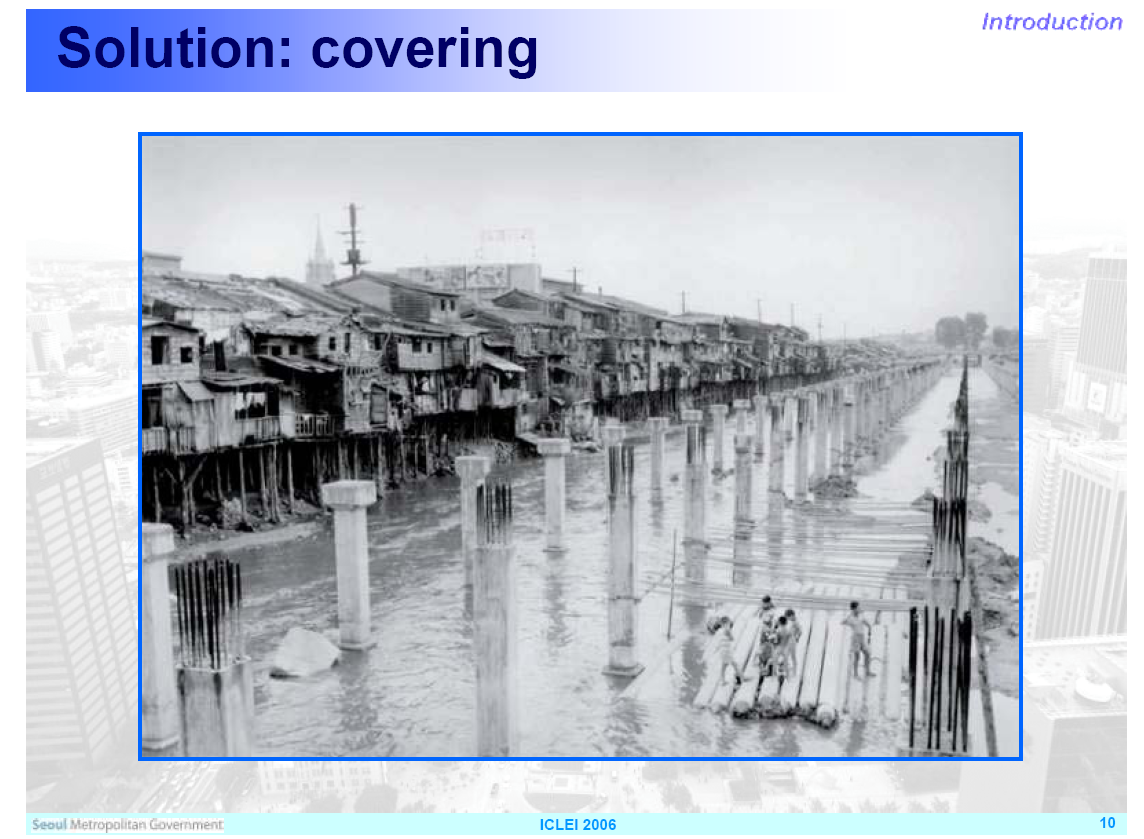 Introduction
Solution: covering
Seoul Metropolitan Government
ICLEI 2006
10